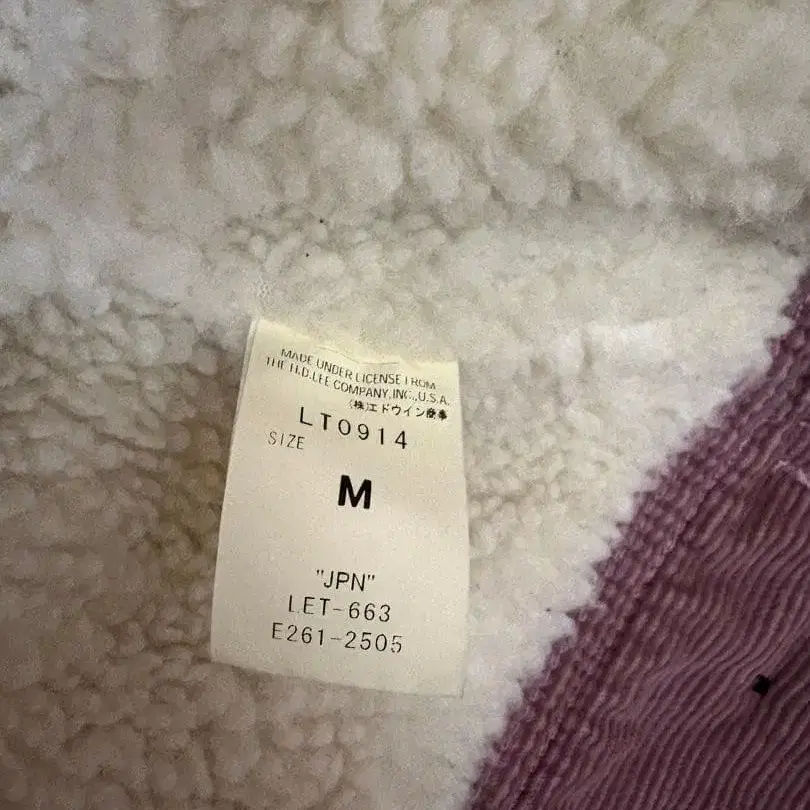 MADE UNDER LICENSE FROM
THE H.D.LEE COMPANY, INC., U.S.A.
(株)エドウイン商事
LT0914
SIZE
M
"JPN"
LET-663
E261-2505